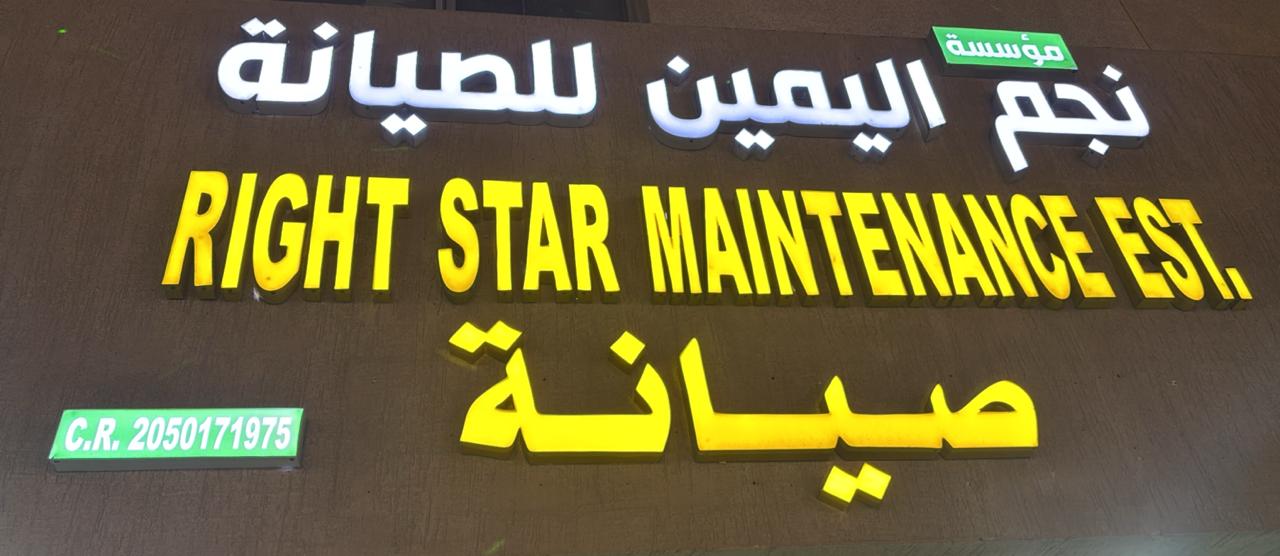 مؤسسة
نجم اليمين للصيانة
RIGHT STAR MAINTENANCE EST.
صيانة
C.R. 2050171975